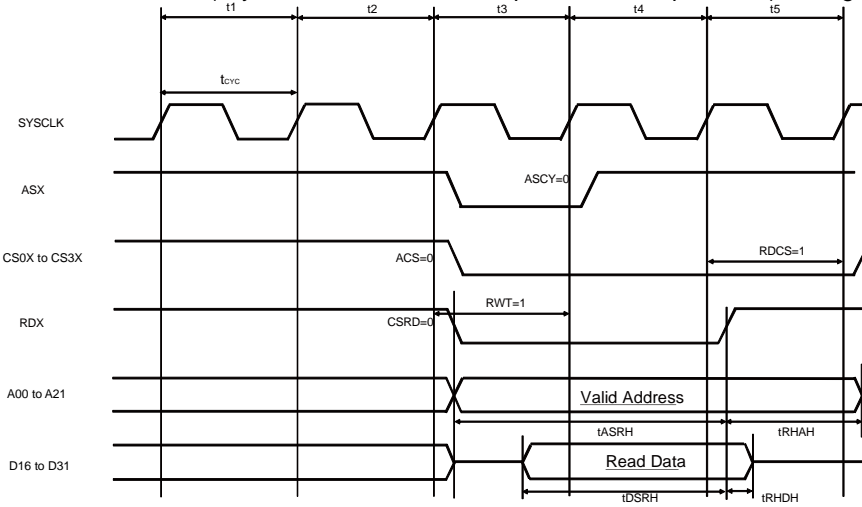 t1 t2 t3 t4 t5
tCYC
SYSCLK
ASX
ASCY=0
CS0X to CS3X
ACS=0
RDCS=1
RDX
CSRD=0
RWT=1
A00 to A21
Valid Address
tASRH
tRHAH
D16 to D31
Read Data
tDSRH
tRHDH